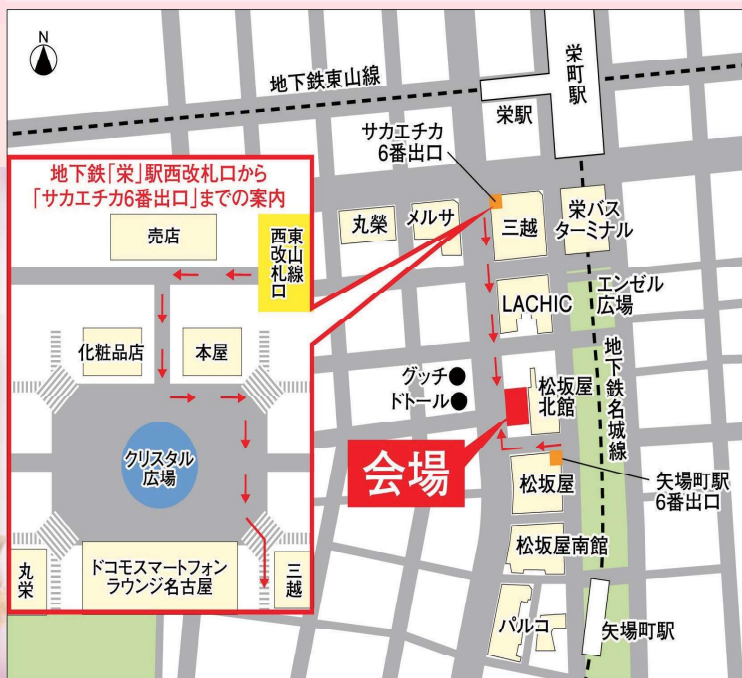 N
地下鉄東山線
栄町駅
栄駅
サカエチカ
6番出口
地下鉄「栄」駅西改札口から
「サカエチカ6番出口」までの案内
売店
東山線
西改札口
化粧品店
本屋
クリスタル
広場
丸栄
ドコモスマートフォン
ラウンジ名古屋
三越
丸榮
メルサ
三越
栄バス
ターミナル
LACHIC
エンゼル
広場
地下鉄名城線
グッチ
ドトール
松坂屋
北館
会場
松坂屋
矢場町駅
6番出口
松坂屋南館
パルコ
矢場町駅